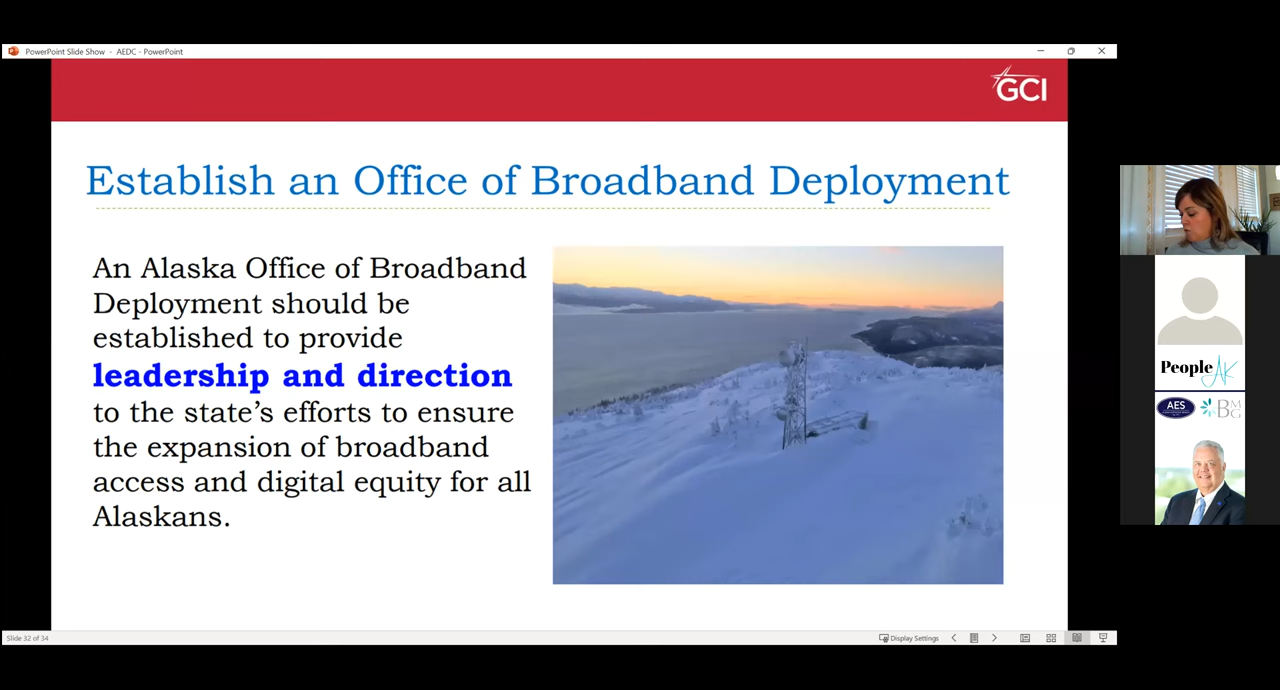 PowerPoint Slide Show - AEDC - PowerPoint
GCI
Establish an Office of Broadband Deployment
An Alaska Office of Broadband
Deployment should be
established to provide
leadership and direction
to the state's efforts to ensure
the expansion of broadband
access and digital equity for all
Alaskans.
People AK
AES
BMG
Slide 32 of 34
Display Settings